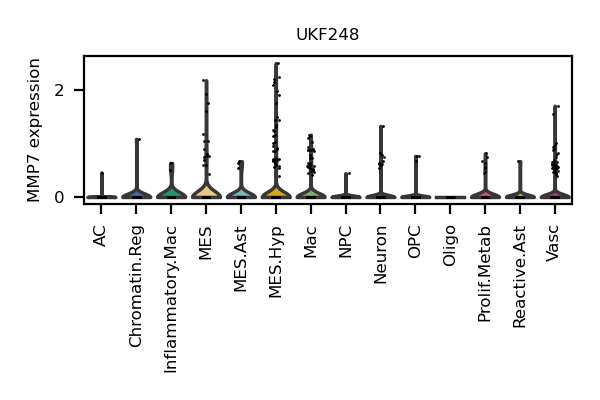 UKF248
MMP7 expression
2
0
AC
Chromatin.Reg
Inflammatory.Mac
MES
MES.Ast
MES.Hyp
Mac
NPC
Neuron
OPC
Oligo
Prolif.Metab
Reactive.Ast
Vasc